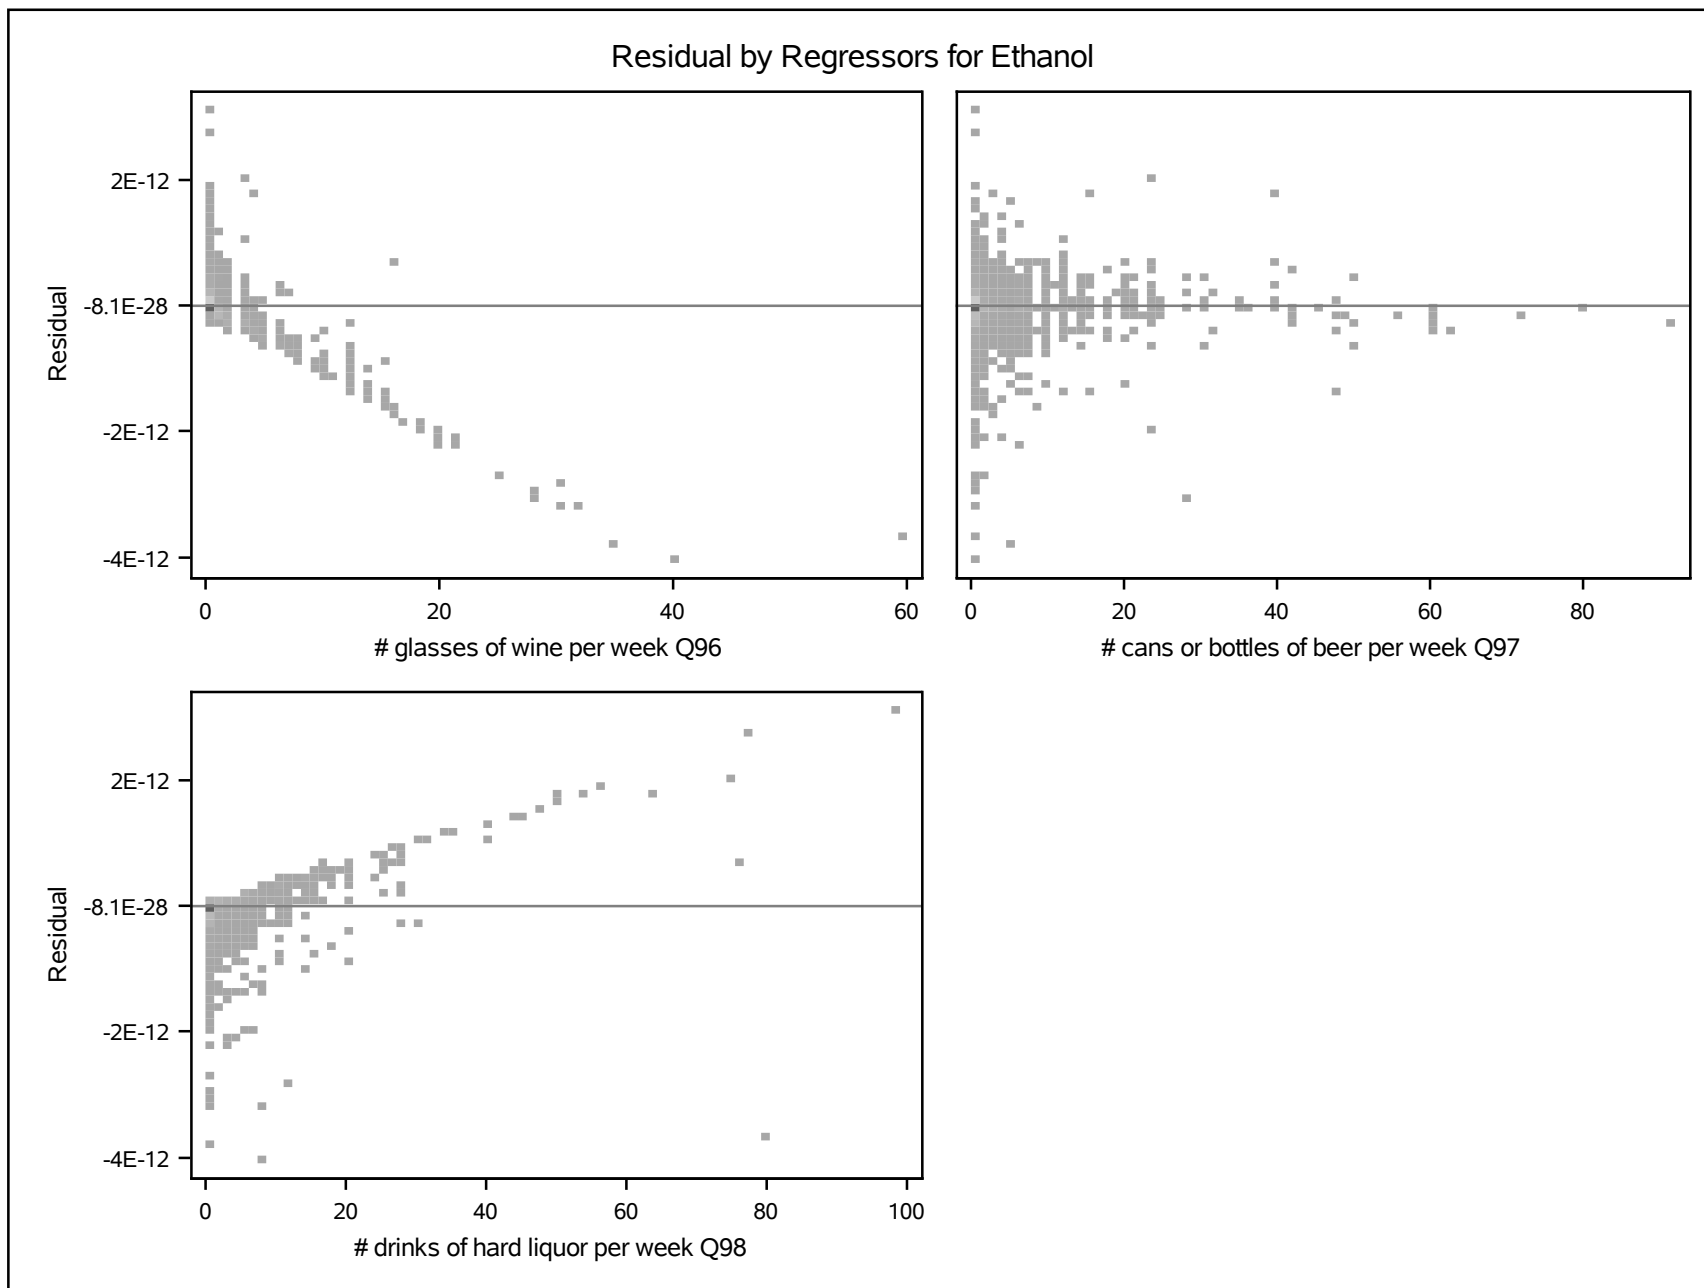 Residual by Regressors for Ethanol
Residual
2E-12
-8.1E-28
-2E-12
-4E-12
0 20 40 60
# glasses of wine per week Q96
0 20 40 60 80
# cans or bottles of beer per week Q97
Residual
2E-12
-8.1E-28
-2E-12
-4E-12
0 20 40 60 80 100
# drinks of hard liquor per week Q98